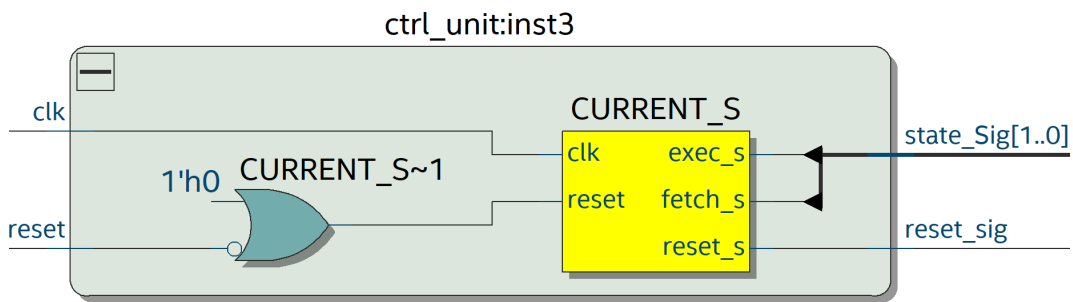 ctrl_unit:inst3
clk
CURRENT_S
clk
exec_s
state_Sig[1..0]
CURRENT_S~1
1'h0
reset
fetch_s
reset
reset_s
reset_sig